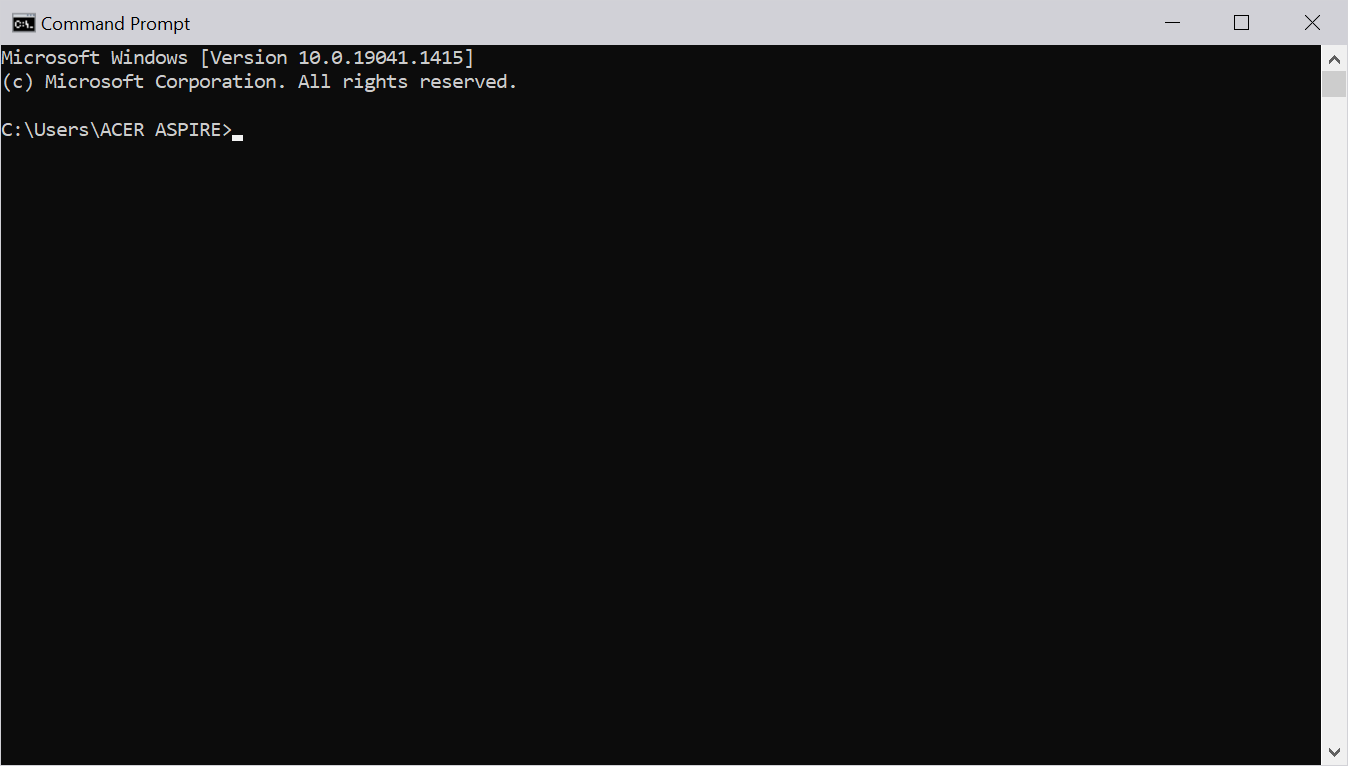 Command Prompt
Microsoft Windows [Version 10.0.19041.1415]
(c) Microsoft Corporation. All rights reserved.
C:\Users\ACER ASPIRE>